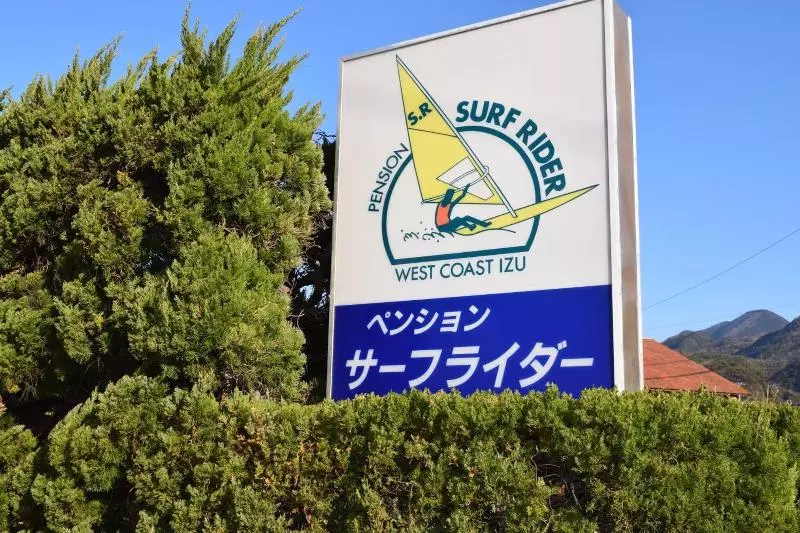 S.R
PENSION
SURF RIDER
WEST COAST IZU
ペンション
サーフライダー